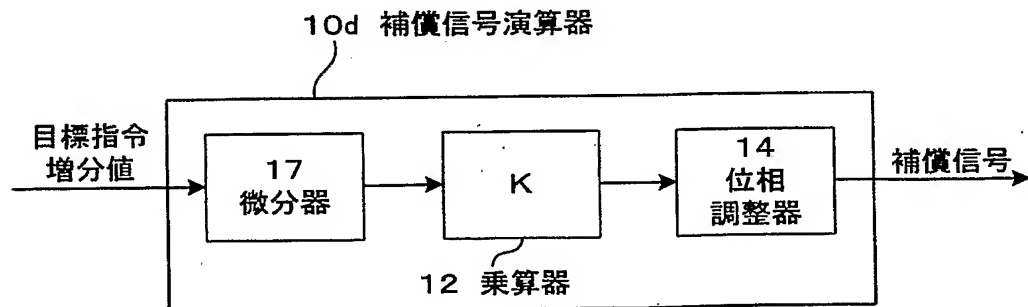 10d 補償信号演算器
目標指令
増分値
17
微分器
K
14
位相
調整器
補償信号
12 乗算器